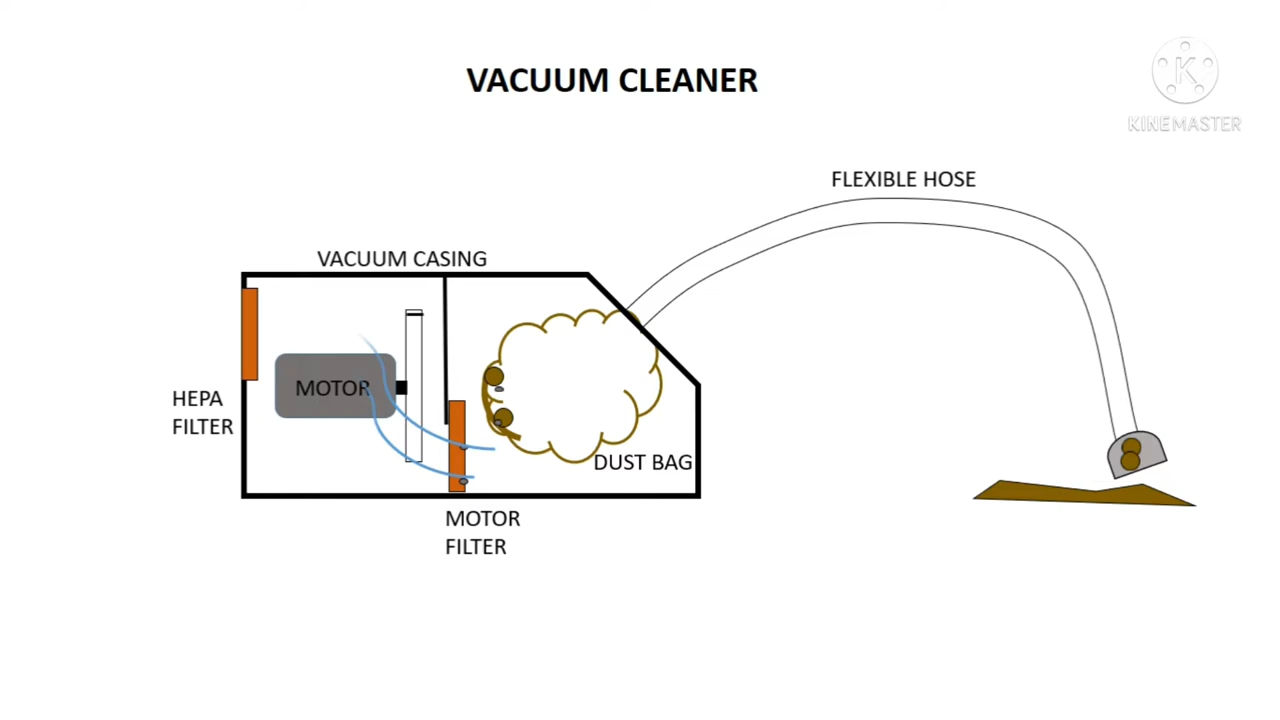 VACUUM CLEANER
K
KINEMASTER
FLEXIBLE HOSE
VACUUM CASING
MOTOR
HEPA
FILTER
DUST BAG
MOTOR
FILTER